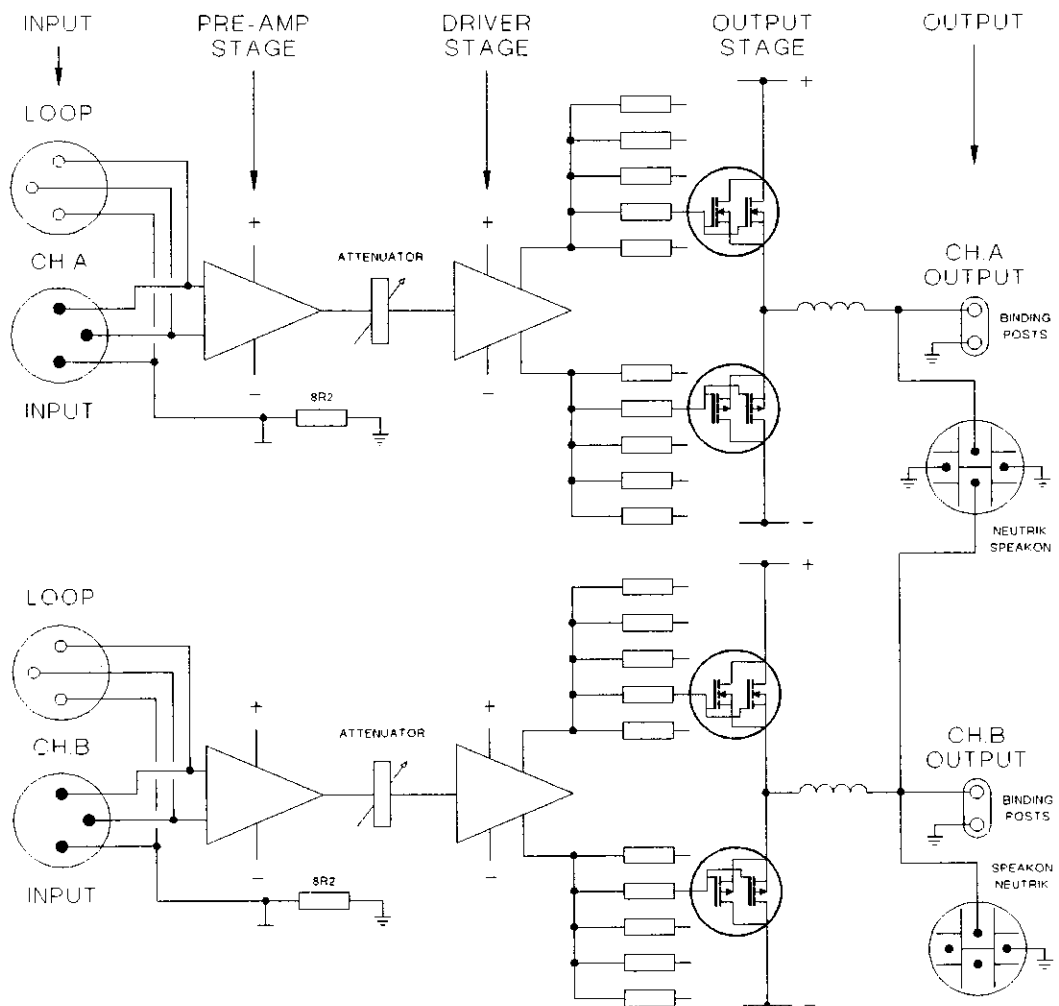 INPUT
PRE-AMP
STAGE
DRIVER
STAGE
OUTPUT
STAGE
OUTPUT
+
LOOP
CH.A
INPUT
+
-
8R2
ATTENUATOR
+
-
-
CH.A
OUTPUT
BINDING
POSTS
NEUTRIK
SPEAKON
+
LOOP
CH.B
INPUT
+
-
8R2
ATTENUATOR
+
-
-
CH.B
OUTPUT
BINDING
POSTS
SPEAKON
NEUTRIK